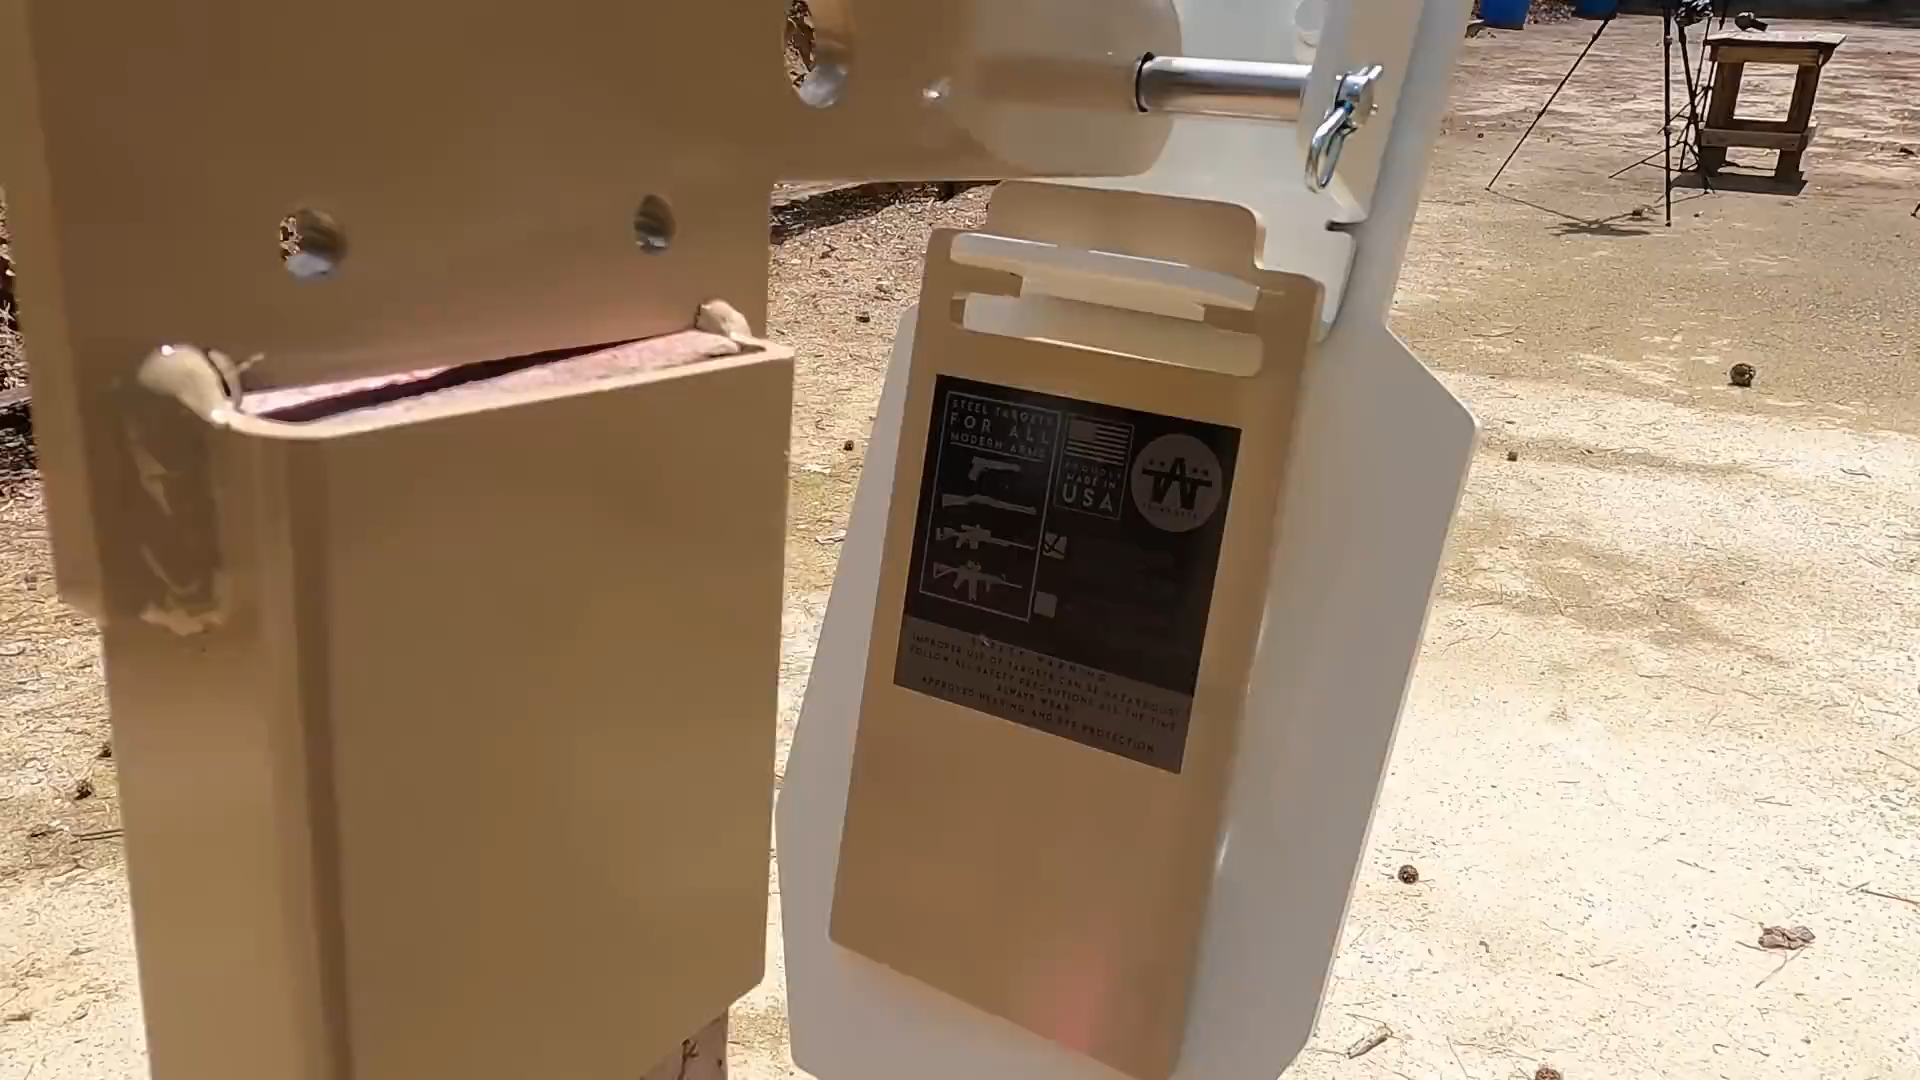 STEEL TARGETS
FOR ALL
MODERN ARMS
PROUDLY
MADE IN
USA
SAFETY WARNING
IMPROPER USE OF TARGETS CAN BE HAZARDOUS!
FOLLOW ALL SAFETY PRECAUTIONS ALL THE TIME
ALWAYS WEAR
APPROVED HEARING AND EYE PROTECTION